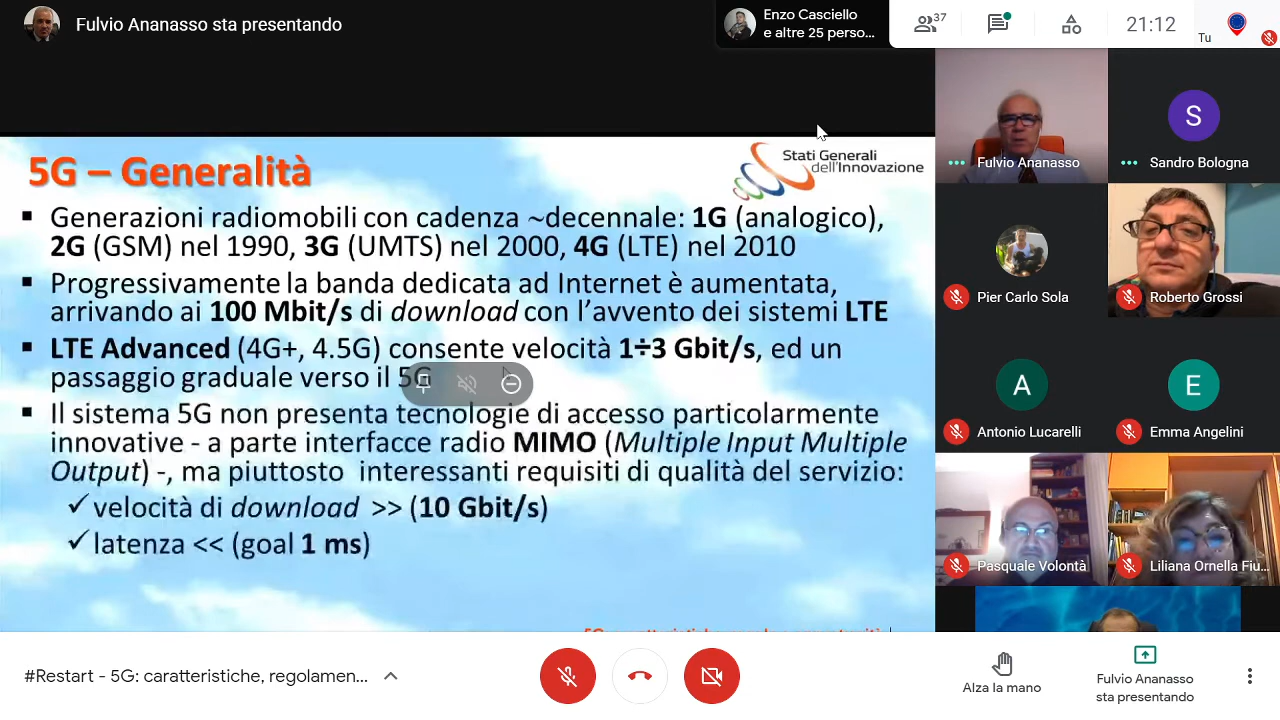 Fulvio Ananasso sta presentando
Enzo Casciello
e altre 25 perso...
37
21:12
Tu
5G – Generalità
Stati Generali
dell'Innovazione
▪ Generazioni radiomobili con cadenza ~decennale: 1G (analogico),
2G (GSM) nel 1990, 3G (UMTS) nel 2000, 4G (LTE) nel 2010
▪ Progressivamente la banda dedicata ad Internet è aumentata,
arrivando ai 100 Mbit/s di download con l'avvento dei sistemi LTE
▪ LTE Advanced (4G+, 4.5G) consente velocità 1÷3 Gbit/s, ed un
passaggio graduale verso il 5G
▪ Il sistema 5G non presenta tecnologie di accesso particolarmente
innovative - a parte interfacce radio MIMO (Multiple Input Multiple
Output) -, ma piuttosto interessanti requisiti di qualità del servizio:
✓ velocità di download >> (10 Gbit/s)
✓ latenza << (goal 1 ms)
Fulvio Ananasso
S
Sandro Bologna
Pier Carlo Sola
Roberto Grossi
A
Antonio Lucarelli
E
Emma Angelini
Pasquale Volontà
Liliana Ornella Fiu...
#Restart - 5G: caratteristiche, regolamen...
Alza la mano
Fulvio Ananasso
sta presentando